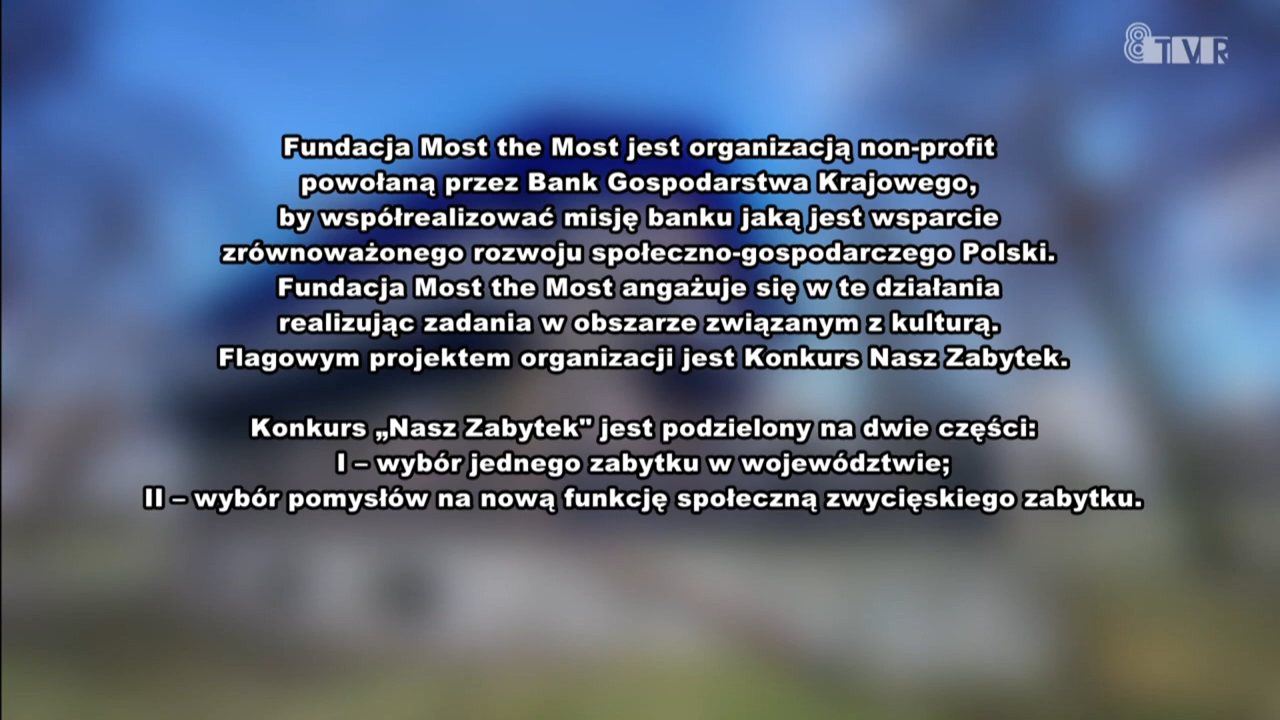 8TVR
Fundacja Most the Most jest organizacją non-profit
powołaną przez Bank Gospodarstwa Krajowego,
by współrealizować misję banku jaką jest wsparcie
zrównoważonego rozwoju społeczno-gospodarczego Polski.
Fundacja Most the Most angażuje się w te działania
realizując zadania w obszarze związanym z kulturą.
Flagowym projektem organizacji jest Konkurs Nasz Zabytek.
Konkurs „Nasz Zabytek" jest podzielony na dwie części:
I – wybór jednego zabytku w województwie;
II – wybór pomysłów na nową funkcję społeczną zwycięskiego zabytku.